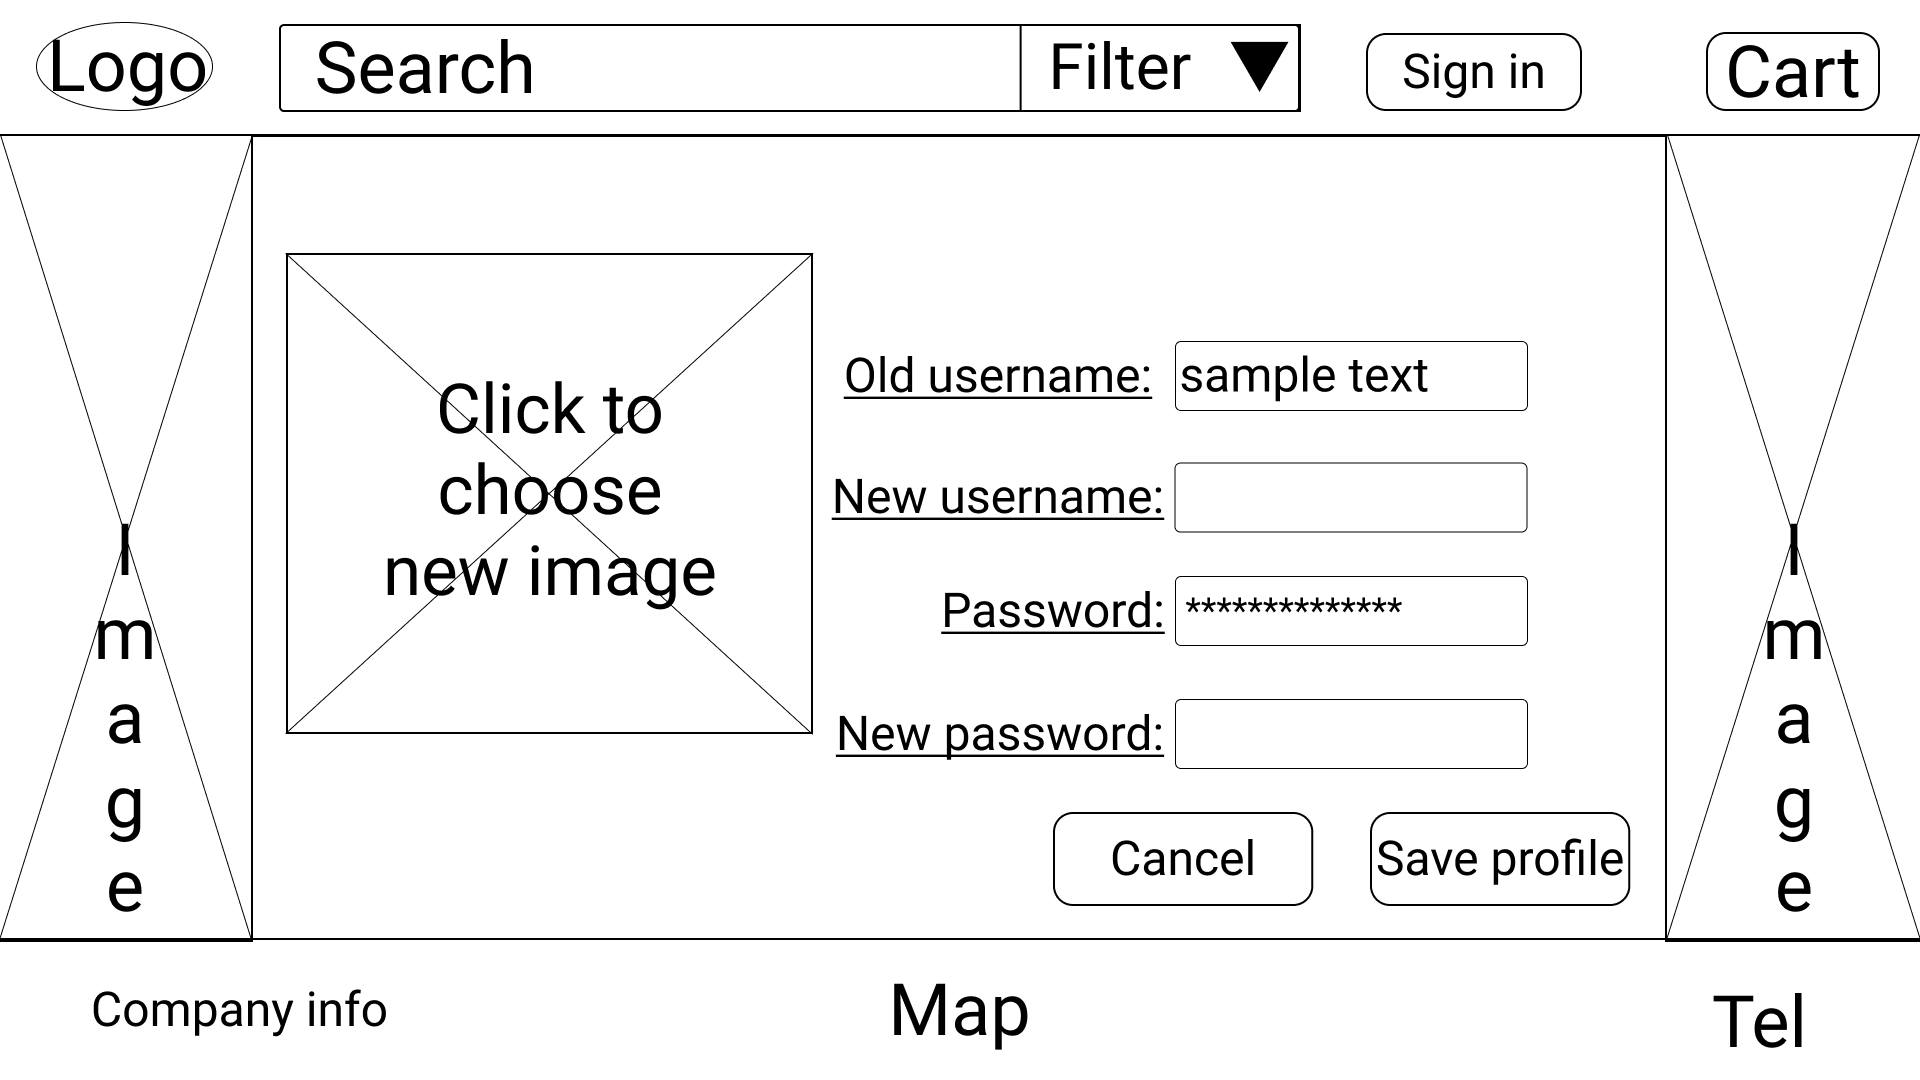 Logo
Search
Filter
Sign in
Cart
I
m
a
g
e
Click to
choose
new image
Old username:
sample text
New username:
Password:
**************
New password:
Cancel
Save profile
I
m
a
g
e
Company info
Map
Tel